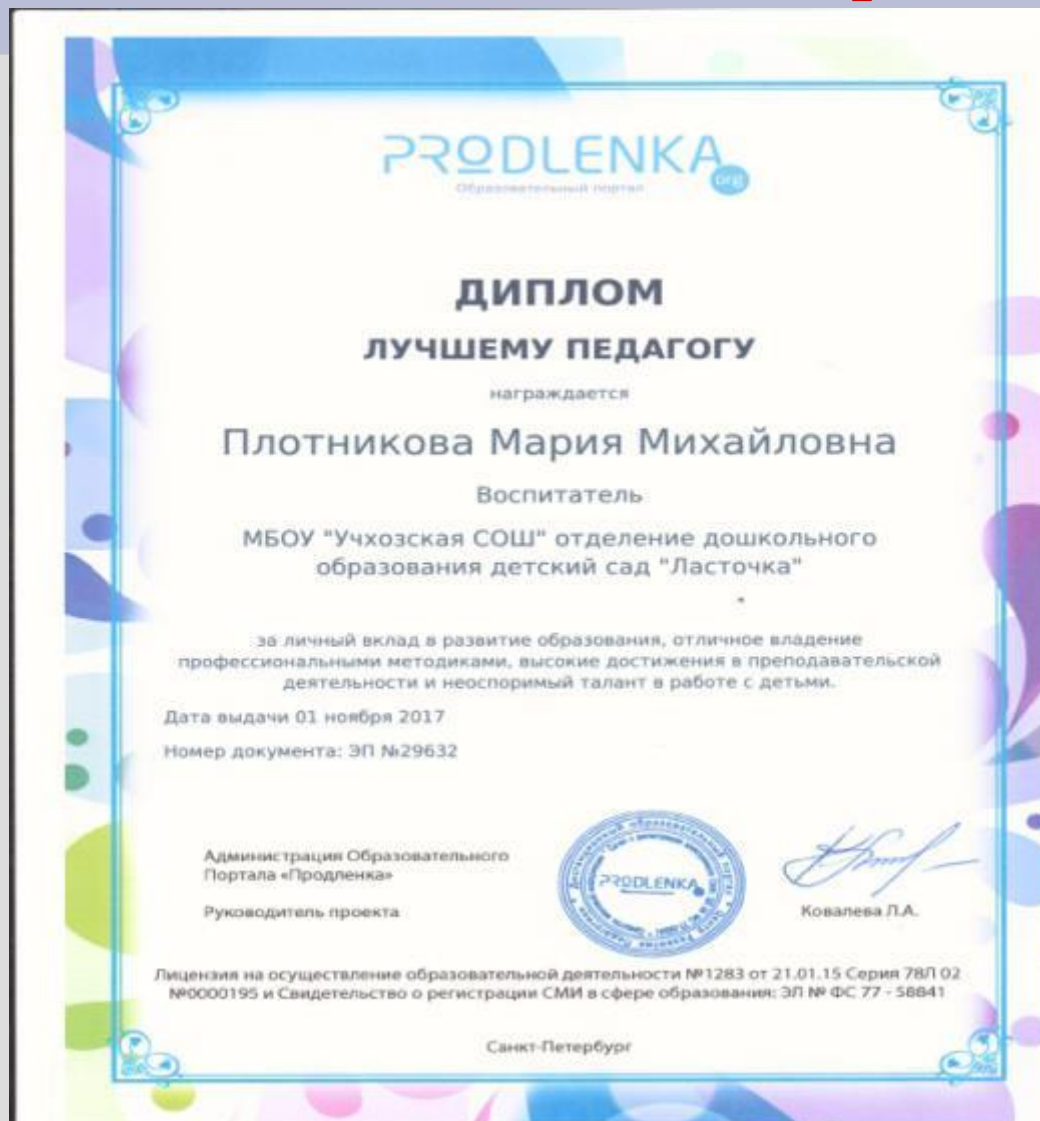 PRODLENKA
org
Образовательный портал
ДИПЛОМ
ЛУЧШЕМУ ПЕДАГОГУ
награждается
Плотникова Мария Михайловна
Воспитатель
МБОУ "Учхозская СОШ" отделение дошкольного
образования детский сад "Ласточка"
за личный вклад в развитие образования, отличное владение
профессиональными методиками, высокие достижения в преподавательской
деятельности и неоспоримый талант в работе с детьми.
Дата выдачи 01 ноября 2017
Номер документа: ЭП №29632
Администрация Образовательного
Портала «Продленка»
Руководитель проекта
PRODLENKA
Ковалева Л.А.
Лицензия на осуществление образовательной деятельности №1283 от 21.01.15 Серия 78Л 02
№0000195 и Свидетельство о регистрации СМИ в сфере образования: ЭЛ № ФС 77 - 58841
Санкт-Петербург